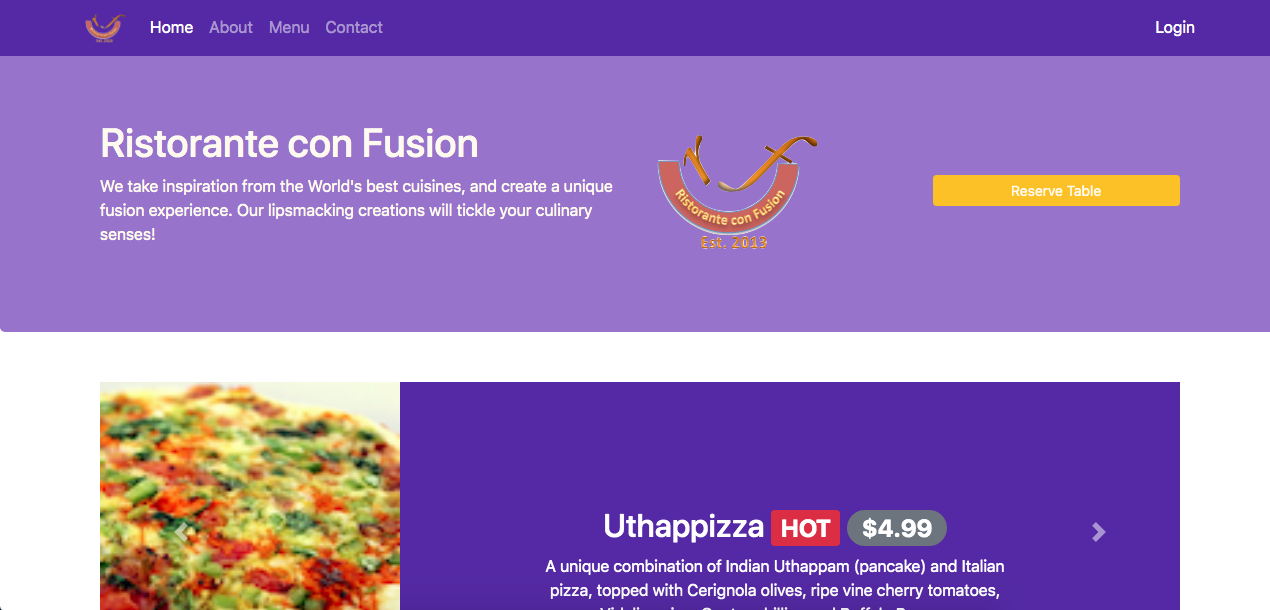 Home About Menu Contact Login
Ristorante con Fusion
We take inspiration from the World's best cuisines, and create a unique
fusion experience. Our lipsmacking creations will tickle your culinary
senses!
Ristorante con Fusion
Est. 2013
Reserve Table
Uthappizza HOT $4.99
A unique combination of Indian Uthappam (pancake) and Italian
pizza, topped with Cerignola olives, ripe vine cherry tomatoes,